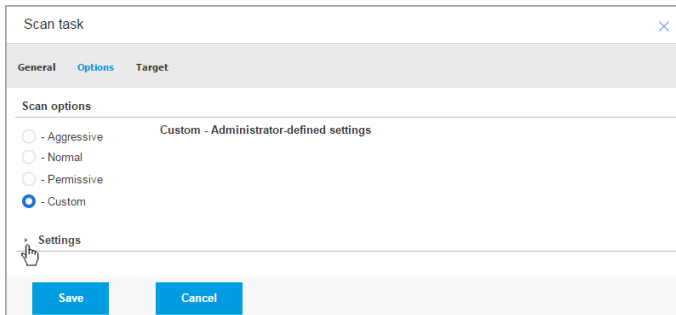 Scan task
General Options Target
Scan options
- Aggressive
Custom - Administrator-defined settings
- Normal
- Permissive
- Custom
Settings
Save Cancel